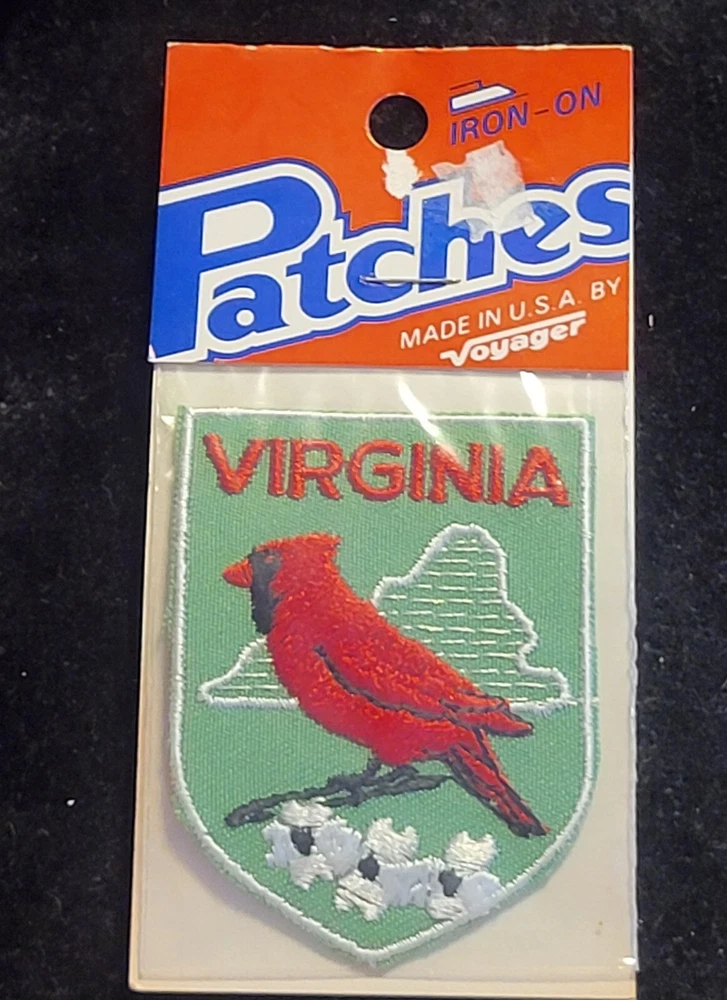 IRON-ON
Patches
MADE IN U.S.A. BY
Voyager
VIRGINIA